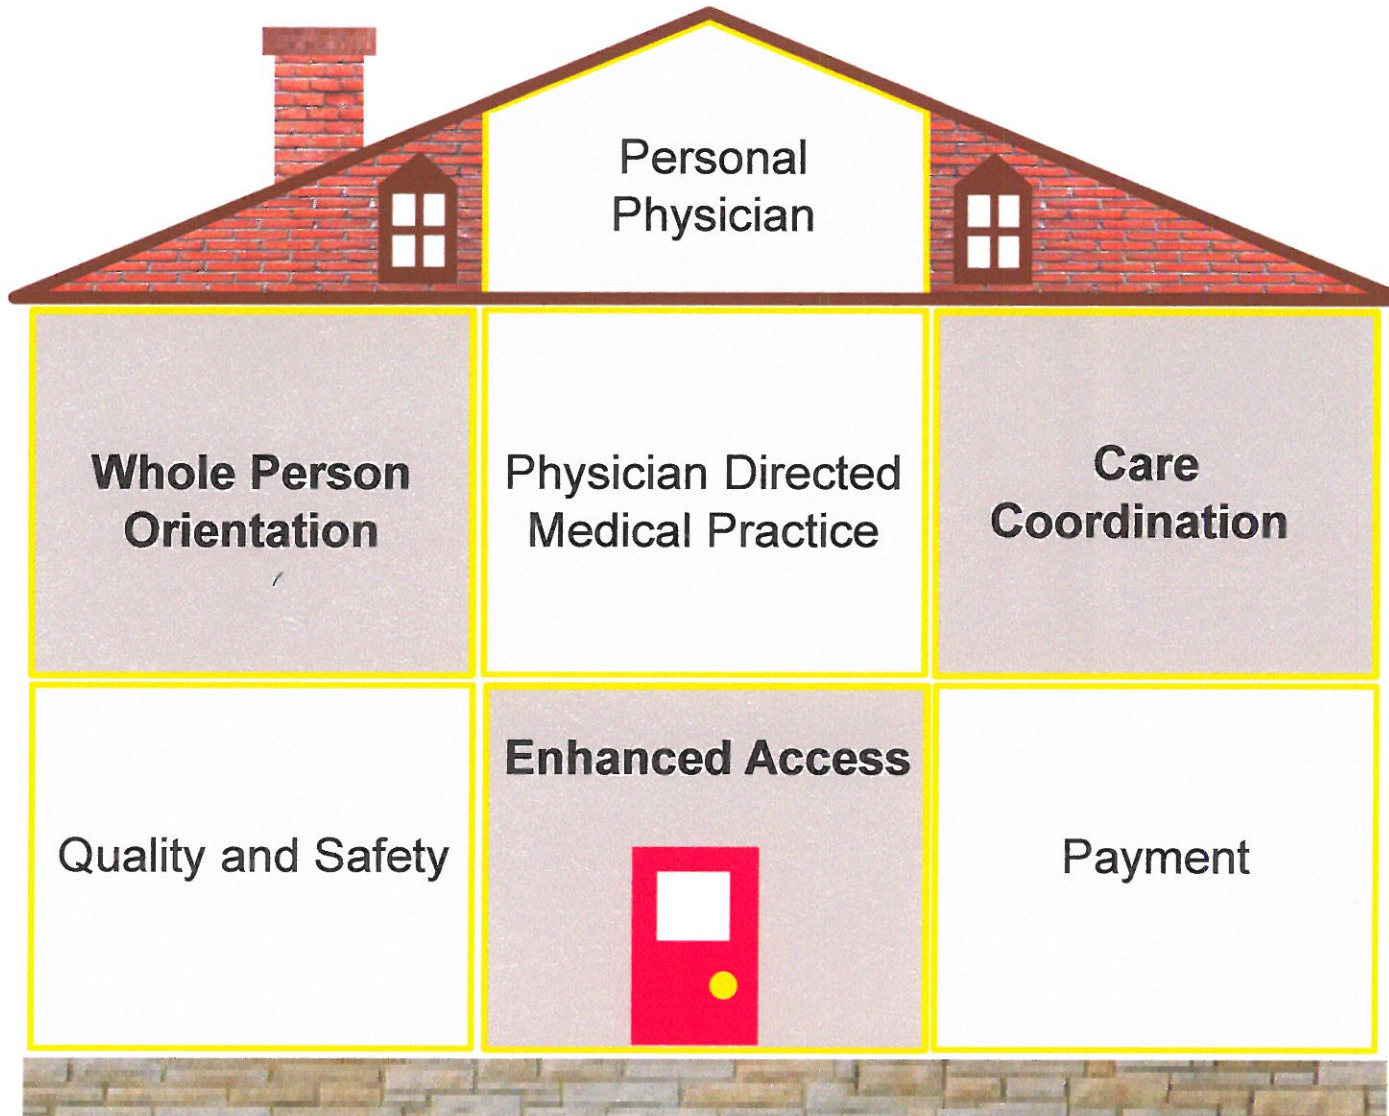 Personal
Physician
Whole Person
Orientation
Physician Directed
Medical Practice
Care
Coordination
Quality and Safety
Enhanced Access
Payment